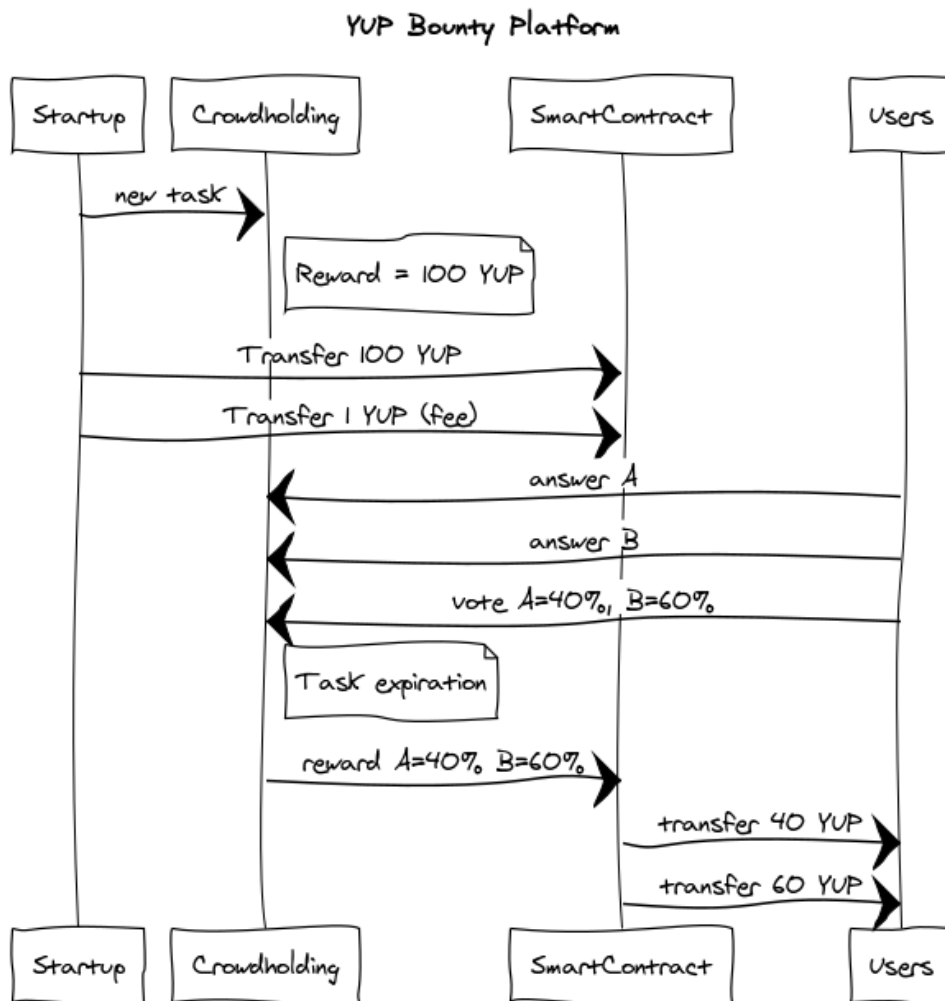 YUP Bounty Platform
Startup
Crowdholding
SmartContract
Users
new task
Reward = 100 YUP
Transfer 100 YUP
Transfer 1 YUP (fee)
answer A
answer B
vote A=40%, B=60%
Task expiration
reward A=40% B=60%
transfer 40 YUP
transfer 60 YUP
Startup
Crowdholding
SmartContract
Users